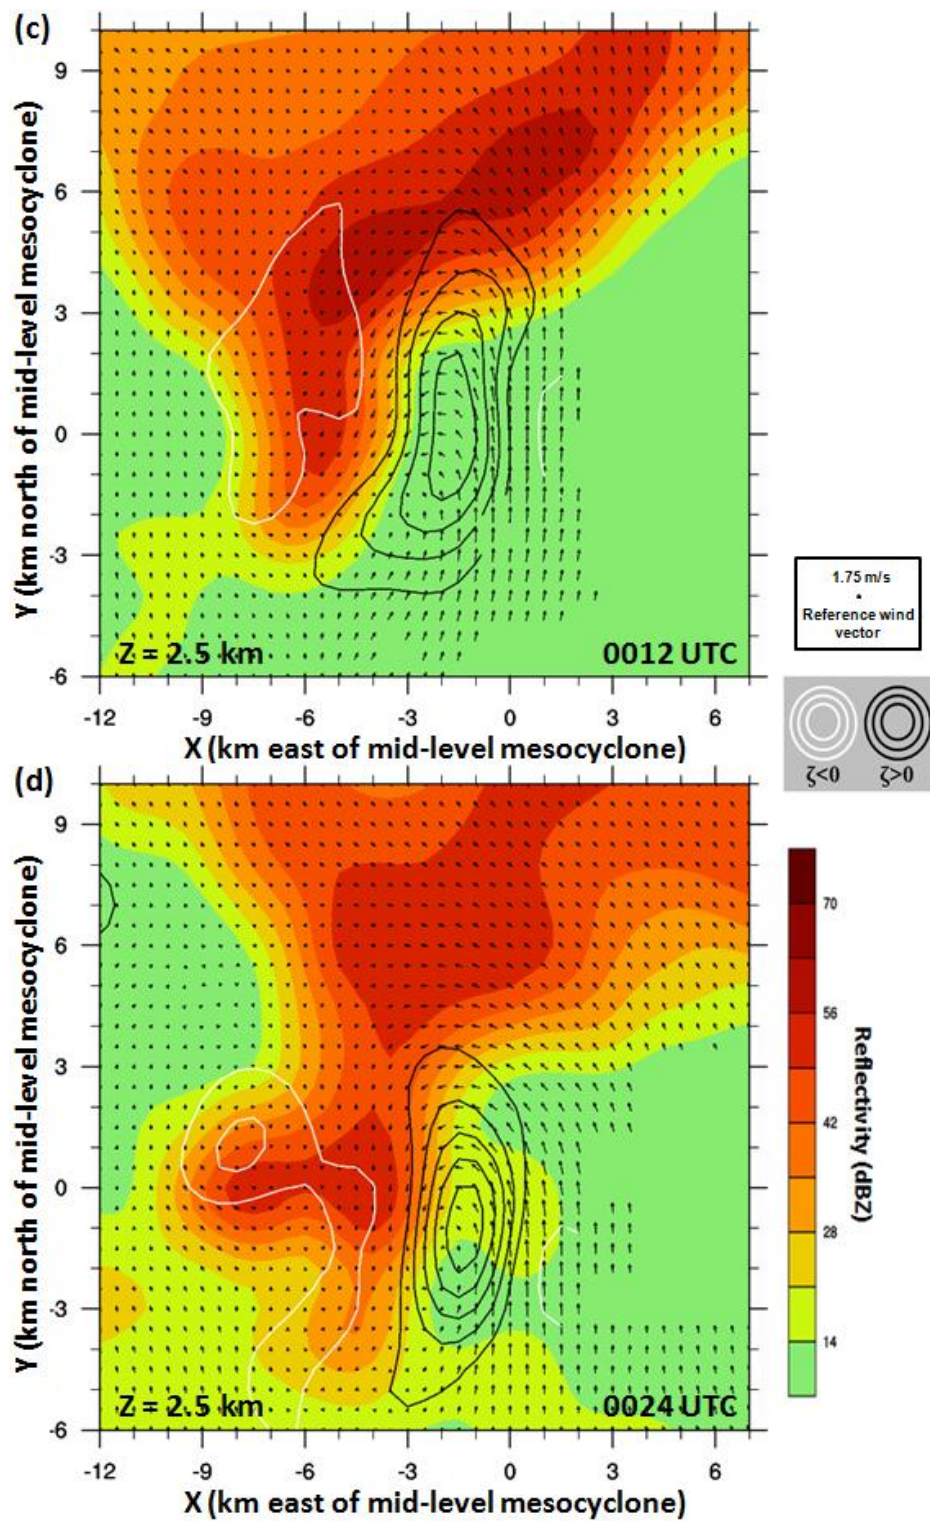 (c)
9
6
3
0
-3
-6
Y (km north of mid-level mesocyclone)
Z = 2.5 km
0012 UTC
-12 -9 -6 -3 0 3 6
X (km east of mid-level mesocyclone)
1.75 m/s
Reference wind
vector
ζ<0 ζ>0
(d)
9
6
3
0
-3
-6
Y (km north of mid-level mesocyclone)
Z = 2.5 km
0024 UTC
-12 -9 -6 -3 0 3 6
X (km east of mid-level mesocyclone)
70
56
42
28
14
Reflectivity (dBZ)